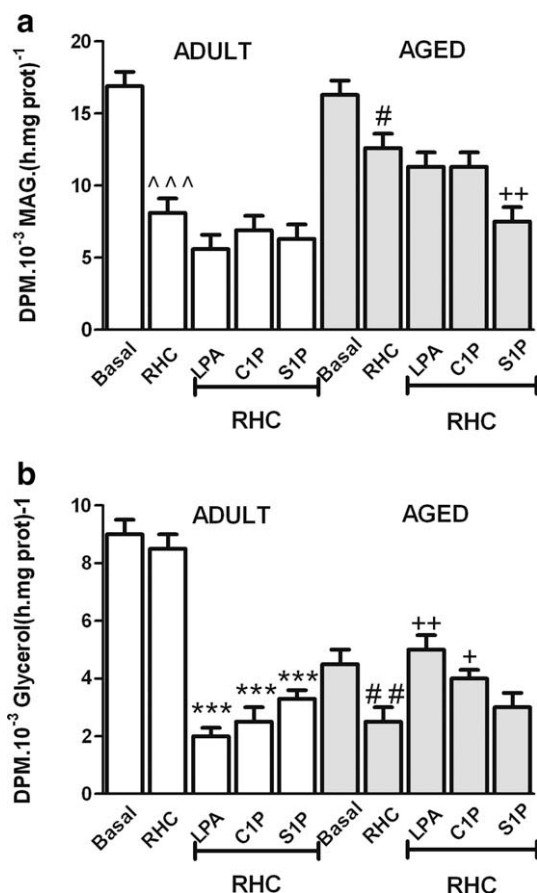 a
ADULT AGED
DPM.10⁻³ MAG.(h.mg prot)⁻¹
20
15
10
5
0
^^^
#
++
Basal RHC LPA C1P S1P Basal RHC LPA C1P S1P
RHC RHC
b
ADULT AGED
DPM.10⁻³ Glycerol(h.mg prot)-1
10
8
6
4
2
0
*** *** *** ## ++ +
Basal RHC LPA C1P S1P Basal RHC LPA C1P S1P
RHC RHC